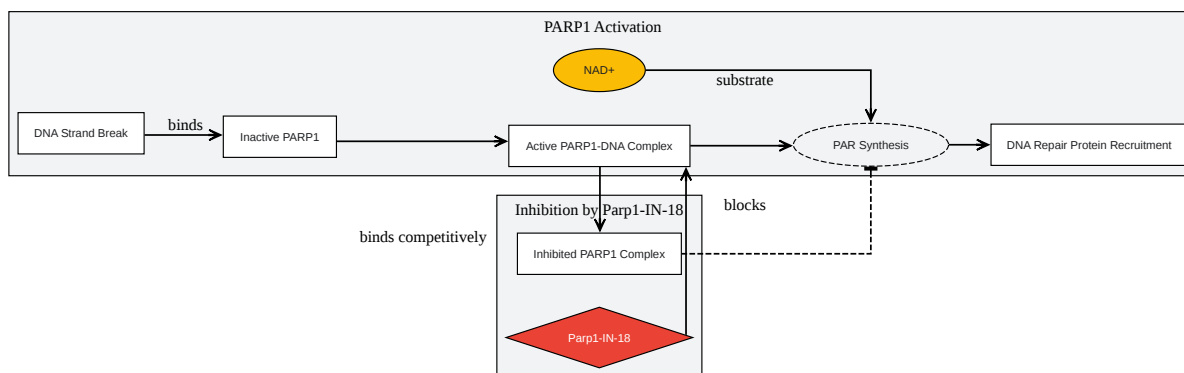 PARP1 Activation
NAD+
substrate
DNA Strand Break
binds
Inactive PARP1
Active PARP1-DNA Complex
PAR Synthesis
DNA Repair Protein Recruitment
Inhibition by Parp1-IN-18
blocks
binds competitively
Inhibited PARP1 Complex
Parp1-IN-18